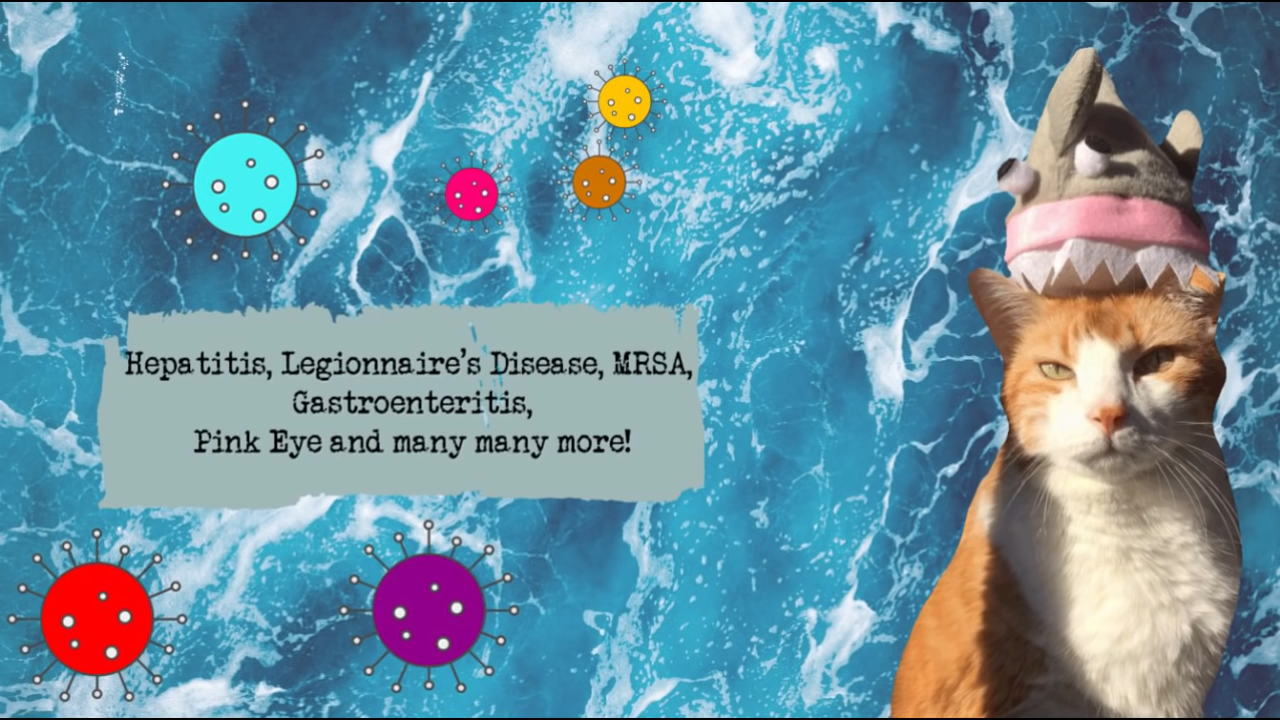 Hepatitis, Legionnaire's Disease, MRSA,
Gastroenteritis,
Pink Eye and many many more!